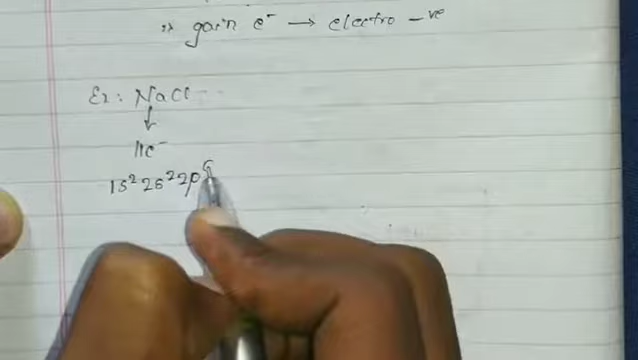 » gain e⁻ → electro -ve
Ex: NaCl
↓
11e⁻
1s² 2s² 2p⁶